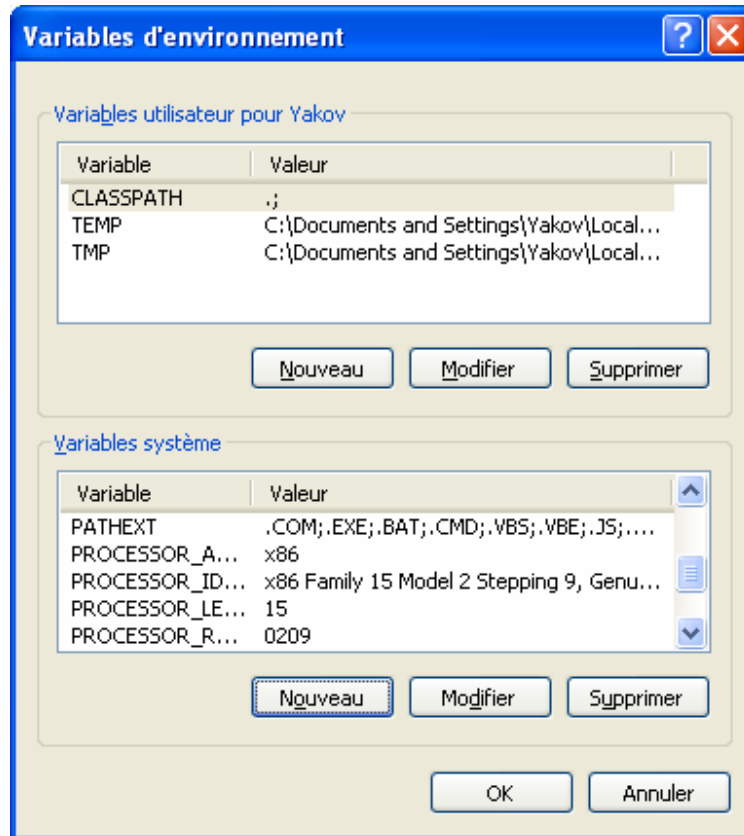 Variables d'environnement
Variables utilisateur pour Yakov
Variable Valeur
CLASSPATH .;
TEMP C:\Documents and Settings\Yakov\Local...
TMP C:\Documents and Settings\Yakov\Local...
Nouveau Modifier Supprimer
Variables système
Variable Valeur
PATHEXT .COM;.EXE;.BAT;.CMD;.VBS;.VBE;.JS;....
PROCESSOR_A... x86
PROCESSOR_ID... x86 Family 15 Model 2 Stepping 9, Genu...
PROCESSOR_LE... 15
PROCESSOR_R... 0209
Nouveau Modifier Supprimer
OK Annuler